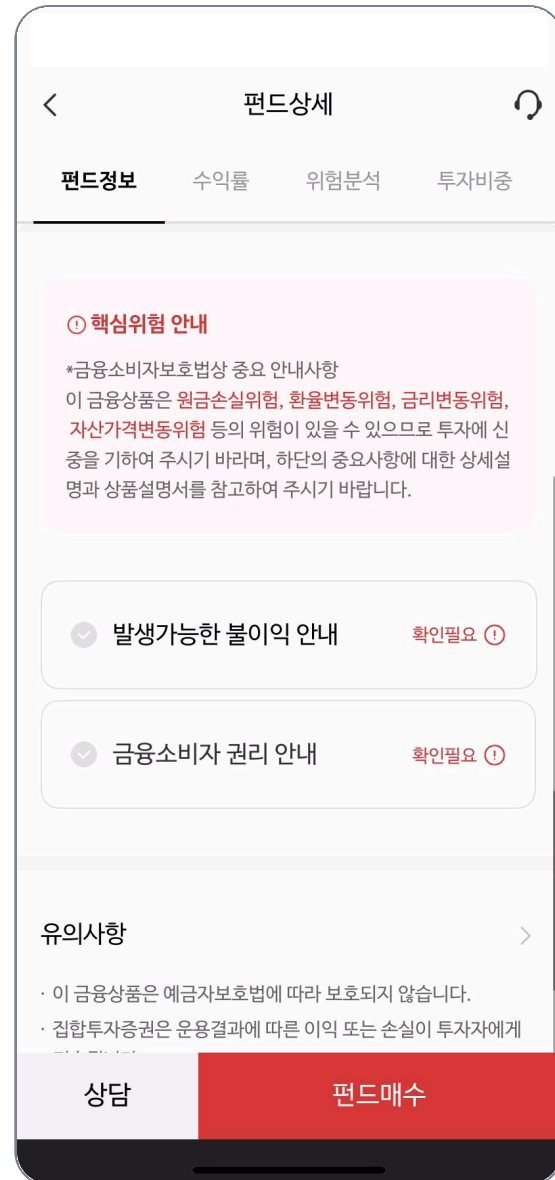 펀드상세
펀드정보 수익률 위험분석 투자비중
핵심위험 안내
*금융소비자보호법상 중요 안내사항
이 금융상품은 원금손실위험, 환율변동위험, 금리변동위험,
자산가격변동위험 등의 위험이 있을 수 있으므로 투자에 신
중을 기하여 주시기 바라며, 하단의 중요사항에 대한 상세설
명과 상품설명서를 참고하여 주시기 바랍니다.
발생가능한 불이익 안내 확인필요
금융소비자 권리 안내 확인필요
유의사항
· 이 금융상품은 예금자보호법에 따라 보호되지 않습니다.
· 집합투자증권은 운용결과에 따른 이익 또는 손실이 투자자에게
상담 펀드매수